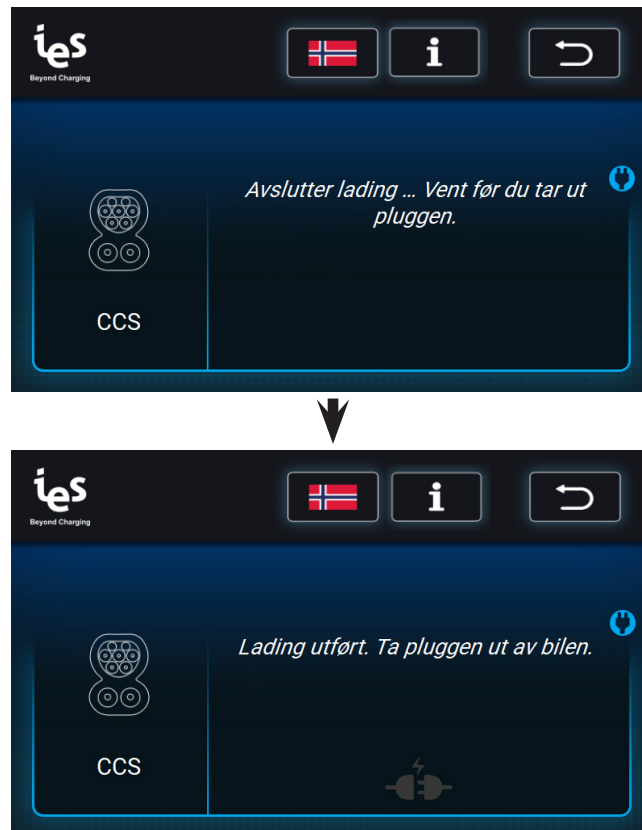 ies
Beyond Charging
i
Avslutter lading ... Vent før du tar ut
pluggen.
CCS
ies
Beyond Charging
i
Lading utført. Ta pluggen ut av bilen.
CCS